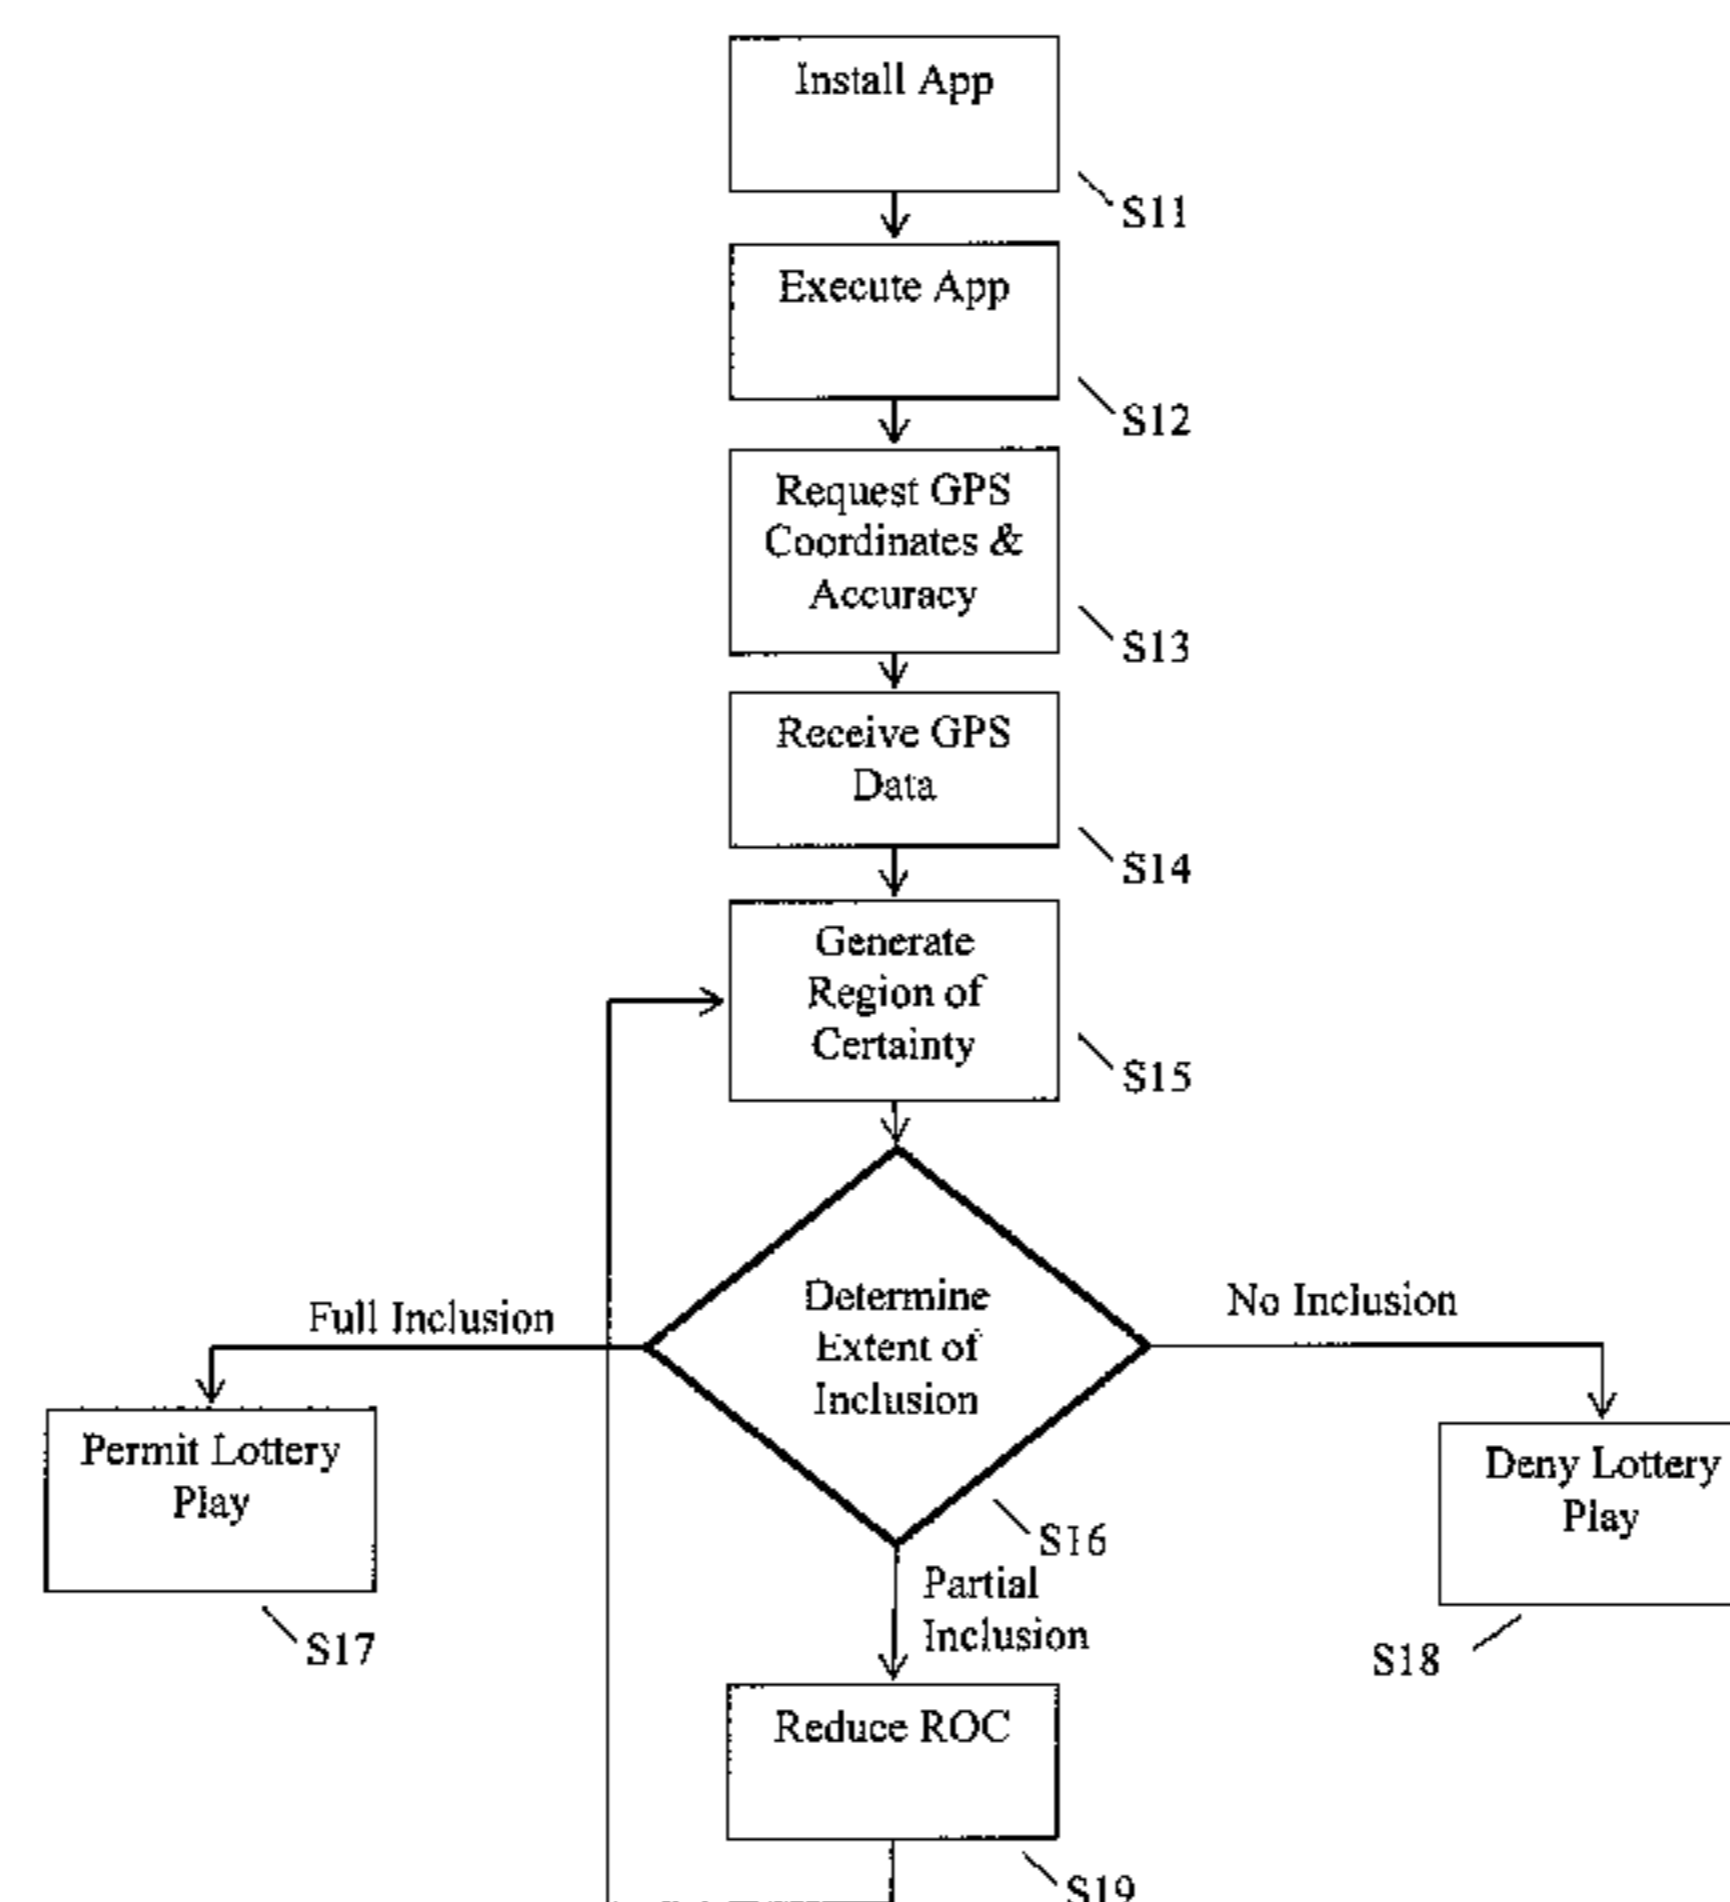 Install App
S11
Execute App
S12
Request GPS
Coordinates &
Accuracy
S13
Receive GPS
Data
S14
Generate
Region of
Certainty
S15
Determine
Extent of
Inclusion
S16
Full Inclusion
No Inclusion
Permit Lottery
Play
S17
Deny Lottery
Play
S18
Partial
Inclusion
Reduce ROC
S19